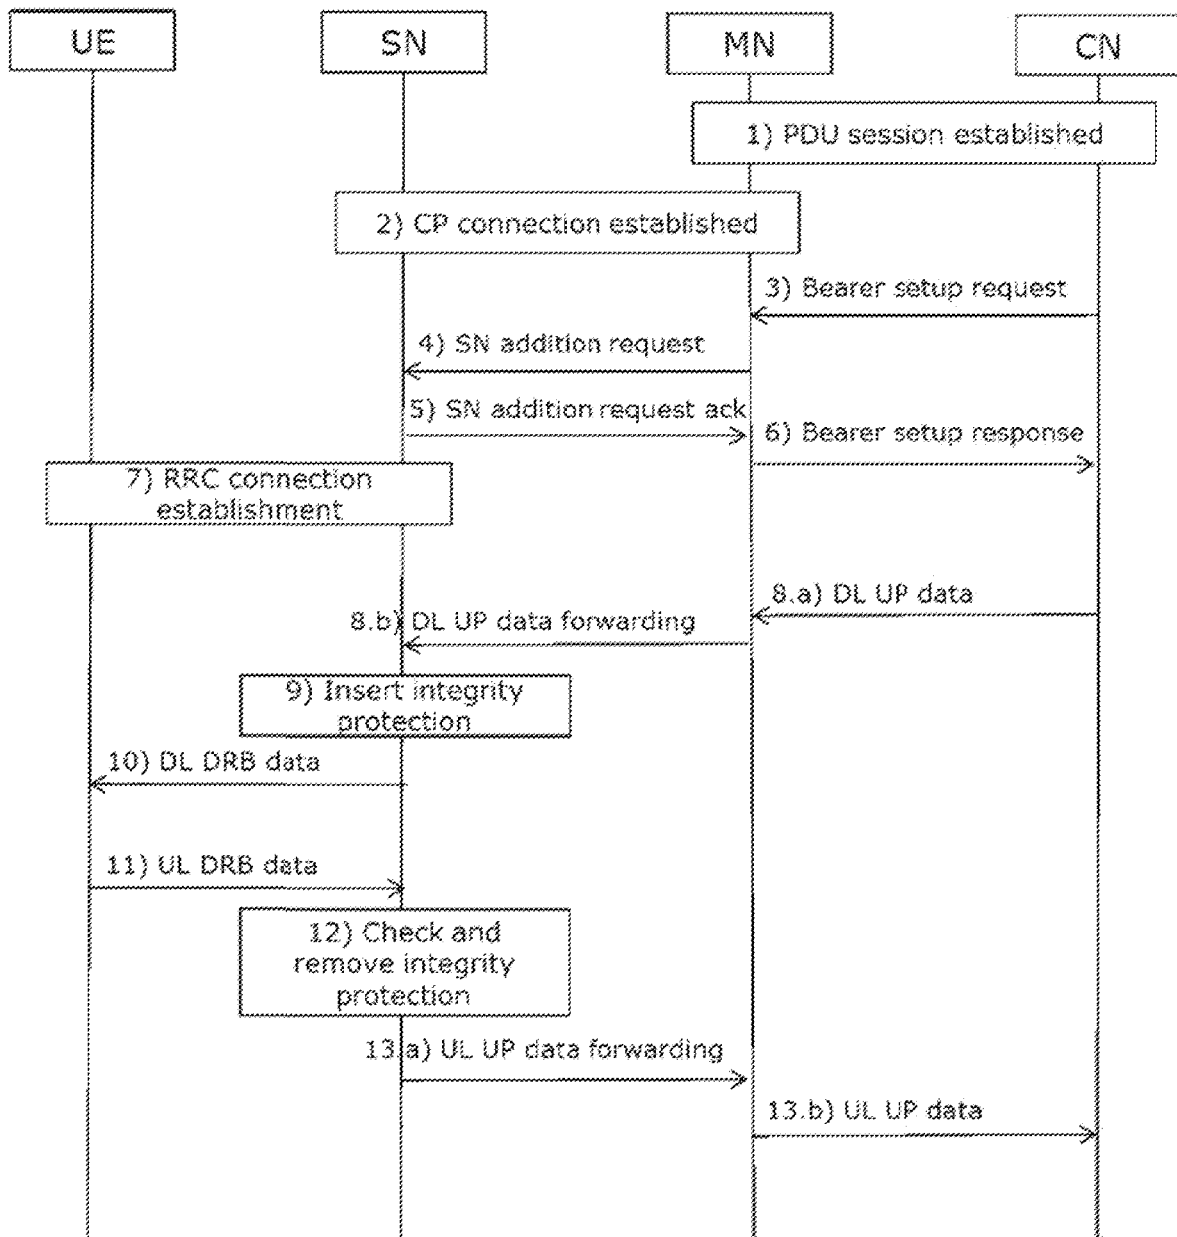 UE
SN
MN
CN
1) PDU session established
2) CP connection established
3) Bearer setup request
4) SN addition request
5) SN addition request ack
6) Bearer setup response
7) RRC connection
establishment
8.a) DL UP data
8.b) DL UP data forwarding
9) Insert integrity
protection
10) DL DRB data
11) UL DRB data
12) Check and
remove integrity
protection
13.a) UL UP data forwarding
13.b) UL UP data